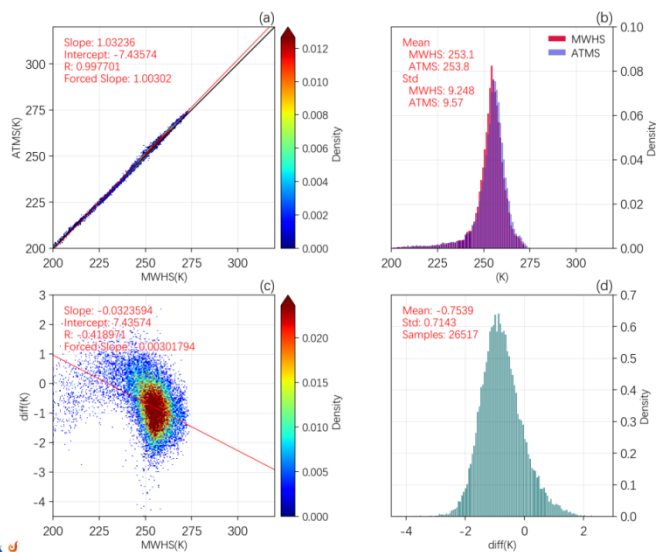 (a)
Slope: 1.03236
Intercept: -7.43574
R: 0.997701
Forced Slope: 1.00302
ATMS(K)
300
275
250
225
200
200 225 250 275 300
MWHS(K)
0.012
0.010
0.008
0.006
0.004
0.002
0.000
Density
(b)
Mean
MWHS: 253.1
ATMS: 253.8
Std
MWHS: 9.248
ATMS: 9.57
MWHS
ATMS
0.10
0.08
0.06
0.04
0.02
0.00
Density
200 225 250 275 300
(K)
(c)
Slope: -0.0323594
Intercept: 7.43574
R: -0.418971
Forced Slope: -0.00301794
diff(K)
3
2
1
0
-1
-2
-3
-4
200 225 250 275 300
MWHS(K)
0.020
0.015
0.010
0.005
0.000
Density
(d)
Mean: -0.7539
Std: 0.7143
Samples: 26517
0.7
0.6
0.5
0.4
0.3
0.2
0.1
0.0
Density
-4 -2 0 2
diff(K)